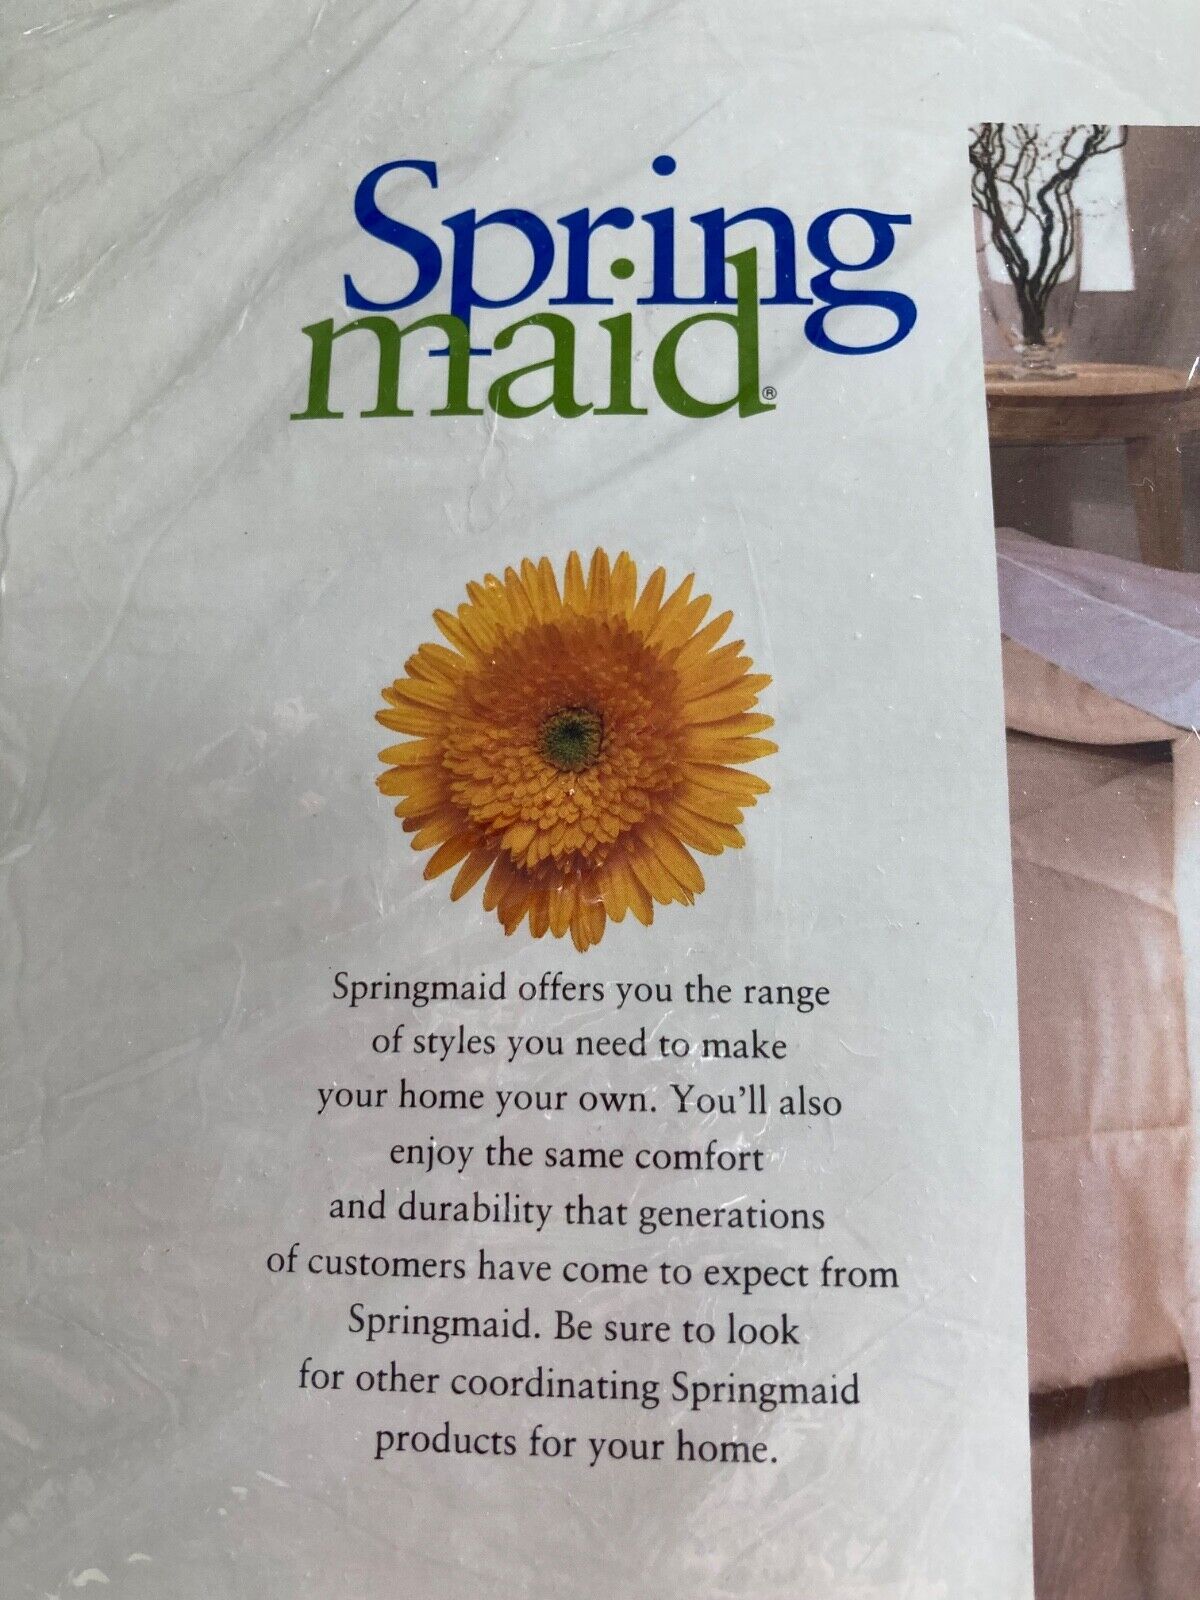 Spring
maid®
Springmaid offers you the range
of styles you need to make
your home your own. You'll also
enjoy the same comfort
and durability that generations
of customers have come to expect from
Springmaid. Be sure to look
for other coordinating Springmaid
products for your home.